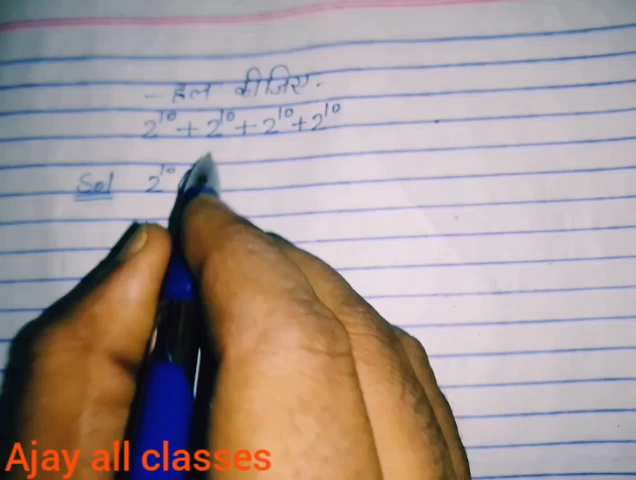 - हल कीजिए.
2¹⁰ + 2¹⁰ + 2¹⁰ + 2¹⁰
Sol 2¹⁰
Ajay all classes